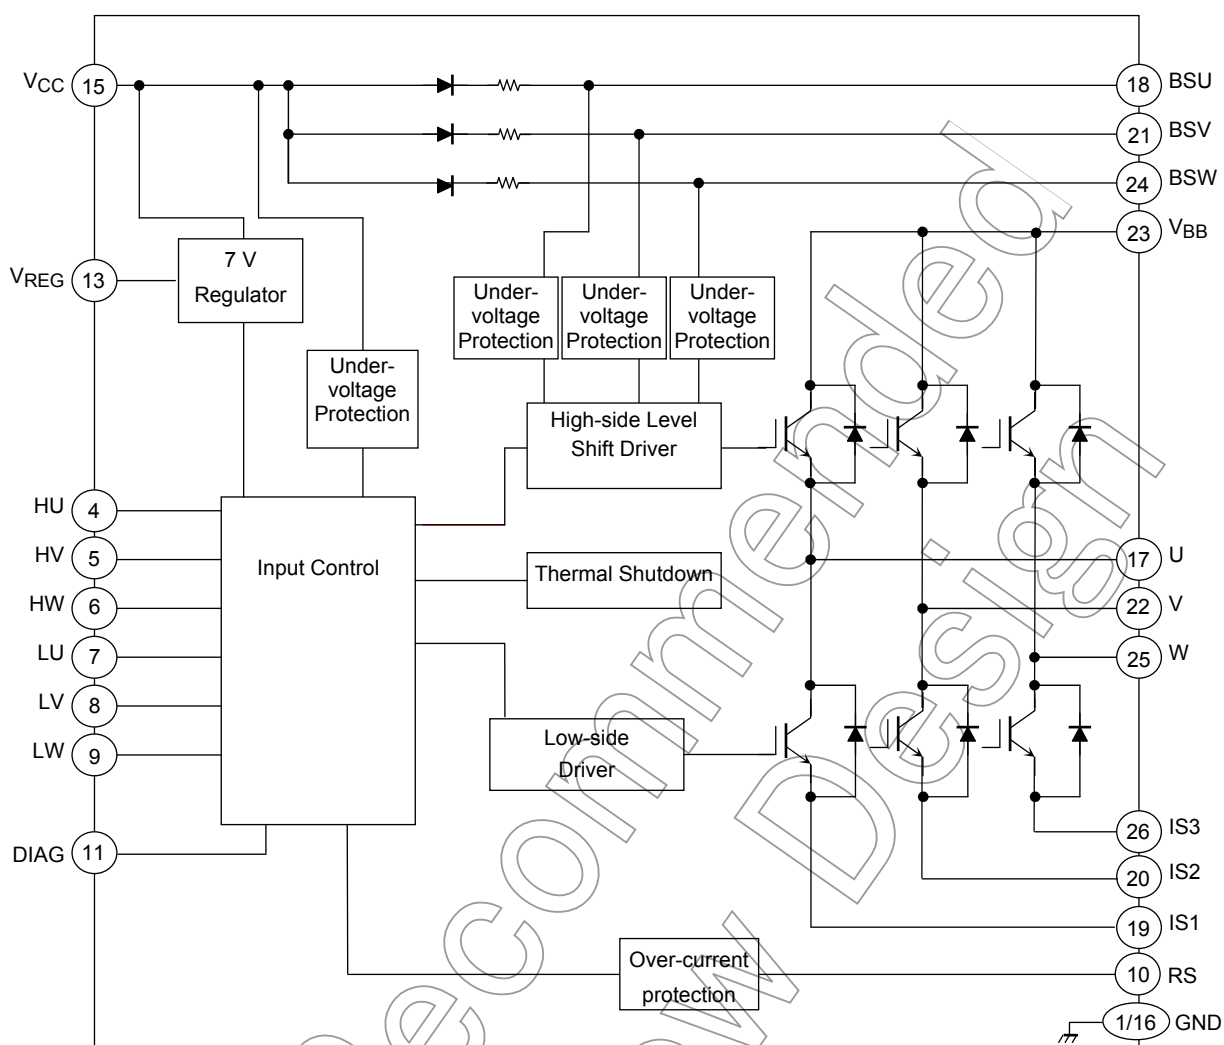 VCC 15
18 BSU
21 BSV
24 BSW
23 VBB
VREG 13
7 V
Regulator
Under-
voltage
Protection
Under-
voltage
Protection
Under-
voltage
Protection
Under-
voltage
Protection
High-side Level
Shift Driver
HU 4
HV 5
HW 6
LU 7
LV 8
LW 9
DIAG 11
Input Control
Thermal Shutdown
Low-side
Driver
17 U
22 V
25 W
26 IS3
20 IS2
19 IS1
Over-current
protection
10 RS
1/16 GND
Recommended
Design